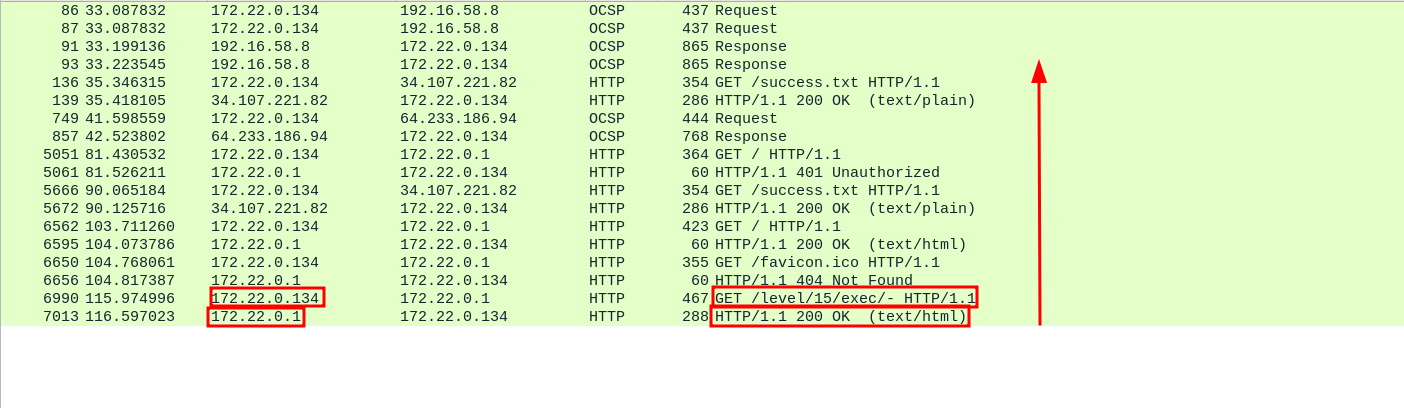 86 33.087832 172.22.0.134 192.16.58.8 OCSP 437 Request
87 33.087832 172.22.0.134 192.16.58.8 OCSP 437 Request
91 33.199136 192.16.58.8 172.22.0.134 OCSP 865 Response
93 33.223545 192.16.58.8 172.22.0.134 OCSP 865 Response
136 35.346315 172.22.0.134 34.107.221.82 HTTP 354 GET /success.txt HTTP/1.1
139 35.418105 34.107.221.82 172.22.0.134 HTTP 286 HTTP/1.1 200 OK  (text/plain)
749 41.598559 172.22.0.134 64.233.186.94 OCSP 444 Request
857 42.523802 64.233.186.94 172.22.0.134 OCSP 768 Response
5051 81.430532 172.22.0.134 172.22.0.1 HTTP 364 GET / HTTP/1.1
5061 81.526211 172.22.0.1 172.22.0.134 HTTP 60 HTTP/1.1 401 Unauthorized
5666 90.065184 172.22.0.134 34.107.221.82 HTTP 354 GET /success.txt HTTP/1.1
5672 90.125716 34.107.221.82 172.22.0.134 HTTP 286 HTTP/1.1 200 OK  (text/plain)
6562 103.711260 172.22.0.134 172.22.0.1 HTTP 423 GET / HTTP/1.1
6595 104.073786 172.22.0.1 172.22.0.134 HTTP 60 HTTP/1.1 200 OK  (text/html)
6650 104.768061 172.22.0.134 172.22.0.1 HTTP 355 GET /favicon.ico HTTP/1.1
6656 104.817387 172.22.0.1 172.22.0.134 HTTP 60 HTTP/1.1 404 Not Found
6990 115.974996 172.22.0.134 172.22.0.1 HTTP 467 GET /level/15/exec/- HTTP/1.1
7013 116.597023 172.22.0.1 172.22.0.134 HTTP 288 HTTP/1.1 200 OK  (text/html)